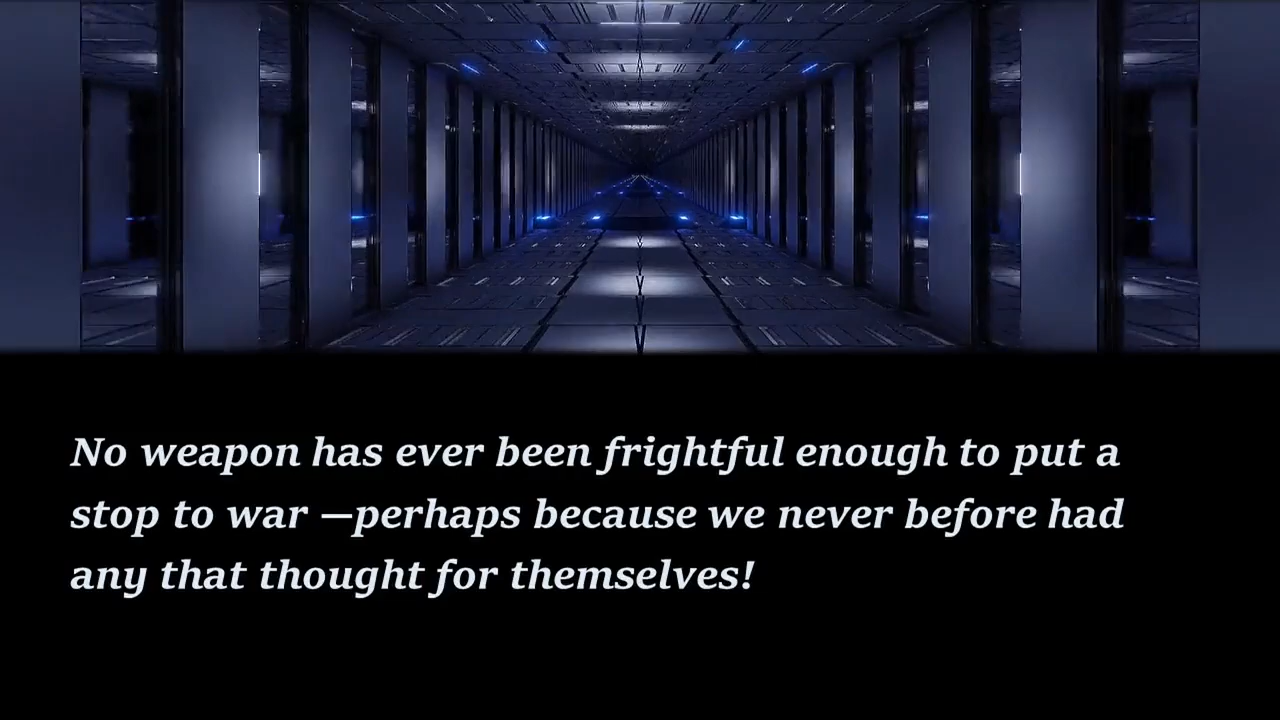 No weapon has ever been frightful enough to put a
stop to war —perhaps because we never before had
any that thought for themselves!